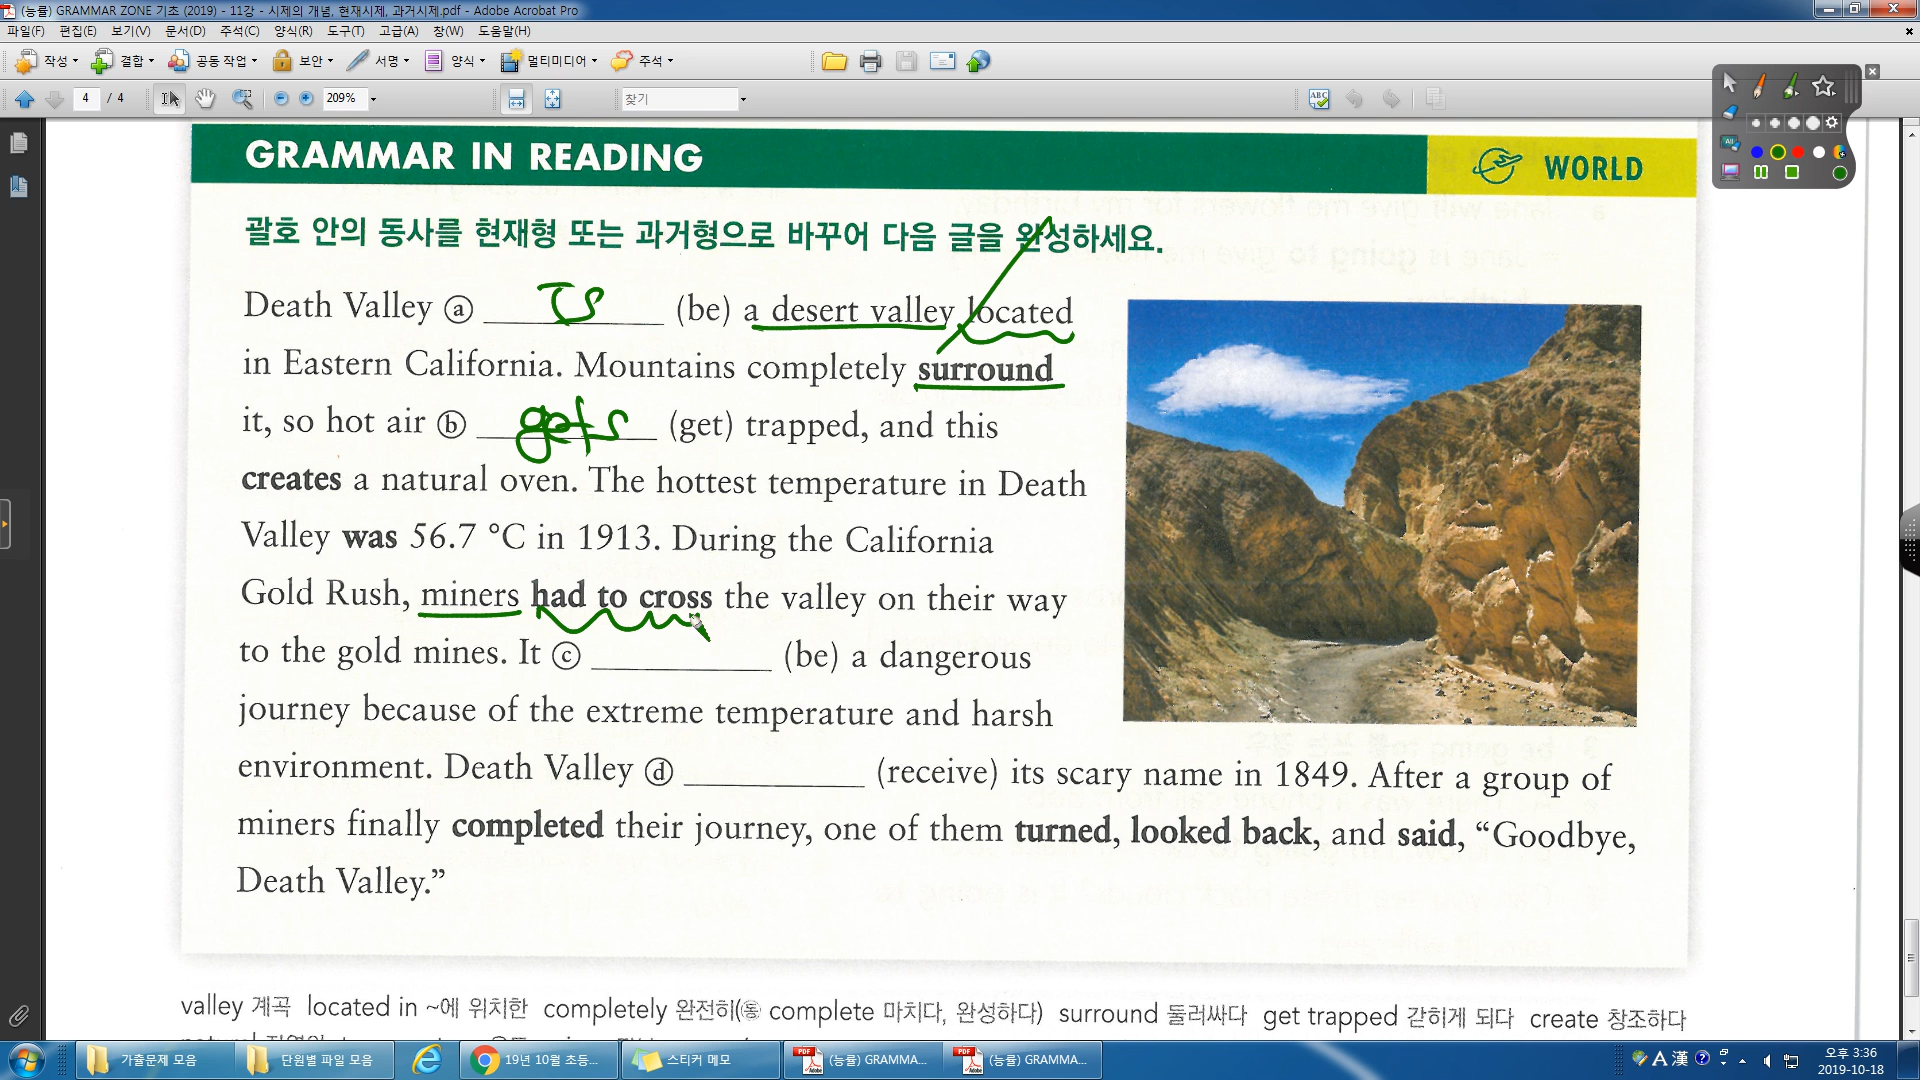 (능률) GRAMMAR ZONE 기초 (2019) - 11강 - 시제의 개념, 현재시제, 과거시제.pdf - Adobe Acrobat Pro
파일(F) 편집(E) 보기(V) 문서(D) 주석(C) 양식(R) 도구(T) 고급(A) 창(W) 도움말(H)
작성 결합 공동 작업 보안 서명 양식 멀티미디어 주석
4 / 4 209% 찾기
GRAMMAR IN READING WORLD
괄호 안의 동사를 현재형 또는 과거형으로 바꾸어 다음 글을 완성하세요.
Death Valley ⓐ is (be) a desert valley located
in Eastern California. Mountains completely surround
it, so hot air ⓑ gets (get) trapped, and this
creates a natural oven. The hottest temperature in Death
Valley was 56.7 °C in 1913. During the California
Gold Rush, miners had to cross the valley on their way
to the gold mines. It ⓒ ___ (be) a dangerous
journey because of the extreme temperature and harsh
environment. Death Valley ⓓ ___ (receive) its scary name in 1849. After a group of
miners finally completed their journey, one of them turned, looked back, and said, “Goodbye,
Death Valley.”
valley 계곡 located in ~에 위치한 completely 완전히(동 complete 마치다, 완성하다) surround 둘러싸다 get trapped 갇히게 되다 create 창조하다
가출문제 모음 단원별 파일 모음 19년 10월 초등... 스티커 메모 (능률) GRAMMA... (능률) GRAMMA... A 漢 오후 3:36
2019-10-18